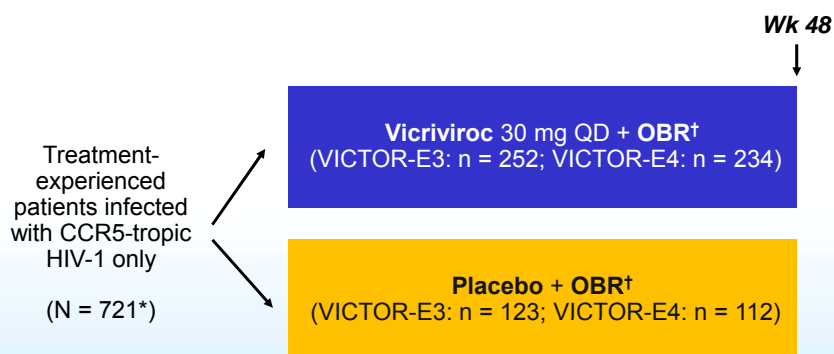 Wk 48
Vicriviroc 30 mg QD + OBR†
(VICTOR-E3: n = 252; VICTOR-E4: n = 234)
Treatment-
experienced
patients infected
with CCR5-tropic
HIV-1 only
(N = 721*)
Placebo + OBR†
(VICTOR-E3: n = 123; VICTOR-E4: n = 112)